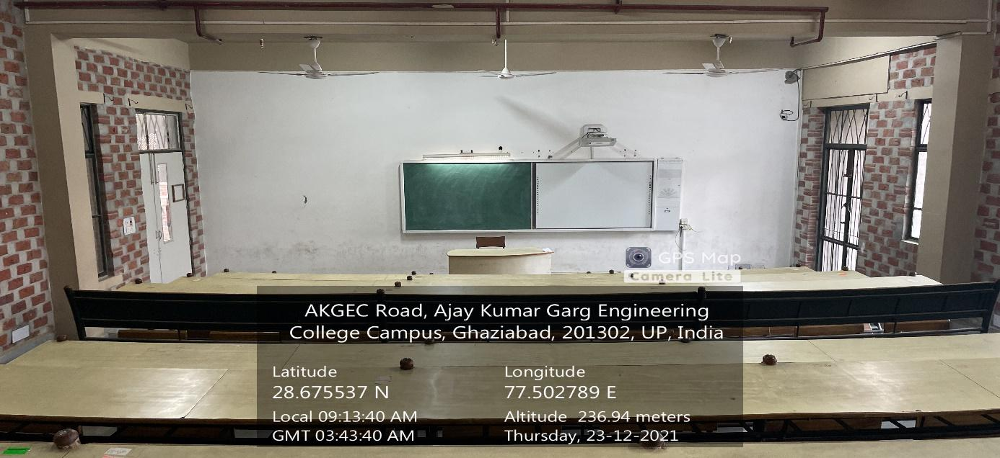 GPS Map
Camera Lite
AKGEC Road, Ajay Kumar Garg Engineering
College Campus, Ghaziabad, 201302, UP, India
Latitude
28.675537 N
Longitude
77.502789 E
Local 09:13:40 AM
GMT 03:43:40 AM
Altitude 236.94 meters
Thursday, 23-12-2021